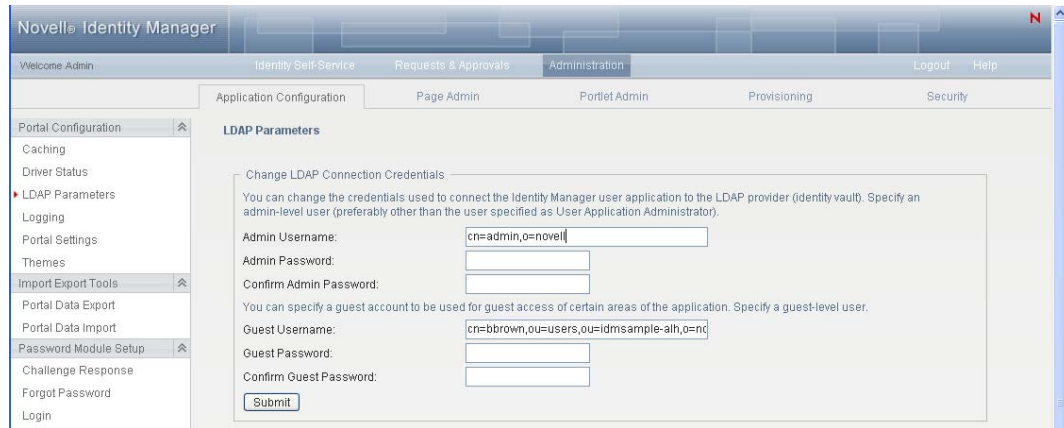 Novell® Identity Manager
N
Welcome Admin
Identity Self-Service Requests & Approvals Administration Logout Help
Application Configuration Page Admin Portlet Admin Provisioning Security
Portal Configuration
Caching
Driver Status
LDAP Parameters
Logging
Portal Settings
Themes
Import Export Tools
Portal Data Export
Portal Data Import
Password Module Setup
Challenge Response
Forgot Password
Login
LDAP Parameters
Change LDAP Connection Credentials
You can change the credentials used to connect the Identity Manager user application to the LDAP provider (identity vault). Specify an
admin-level user (preferably other than the user specified as User Application Administrator).
Admin Username: cn=admin,o=novell
Admin Password:
Confirm Admin Password:
You can specify a guest account to be used for guest access of certain areas of the application. Specify a guest-level user.
Guest Username: cn=bbrown,ou=users,ou=idmsample-alh,o=nc
Guest Password:
Confirm Guest Password:
Submit